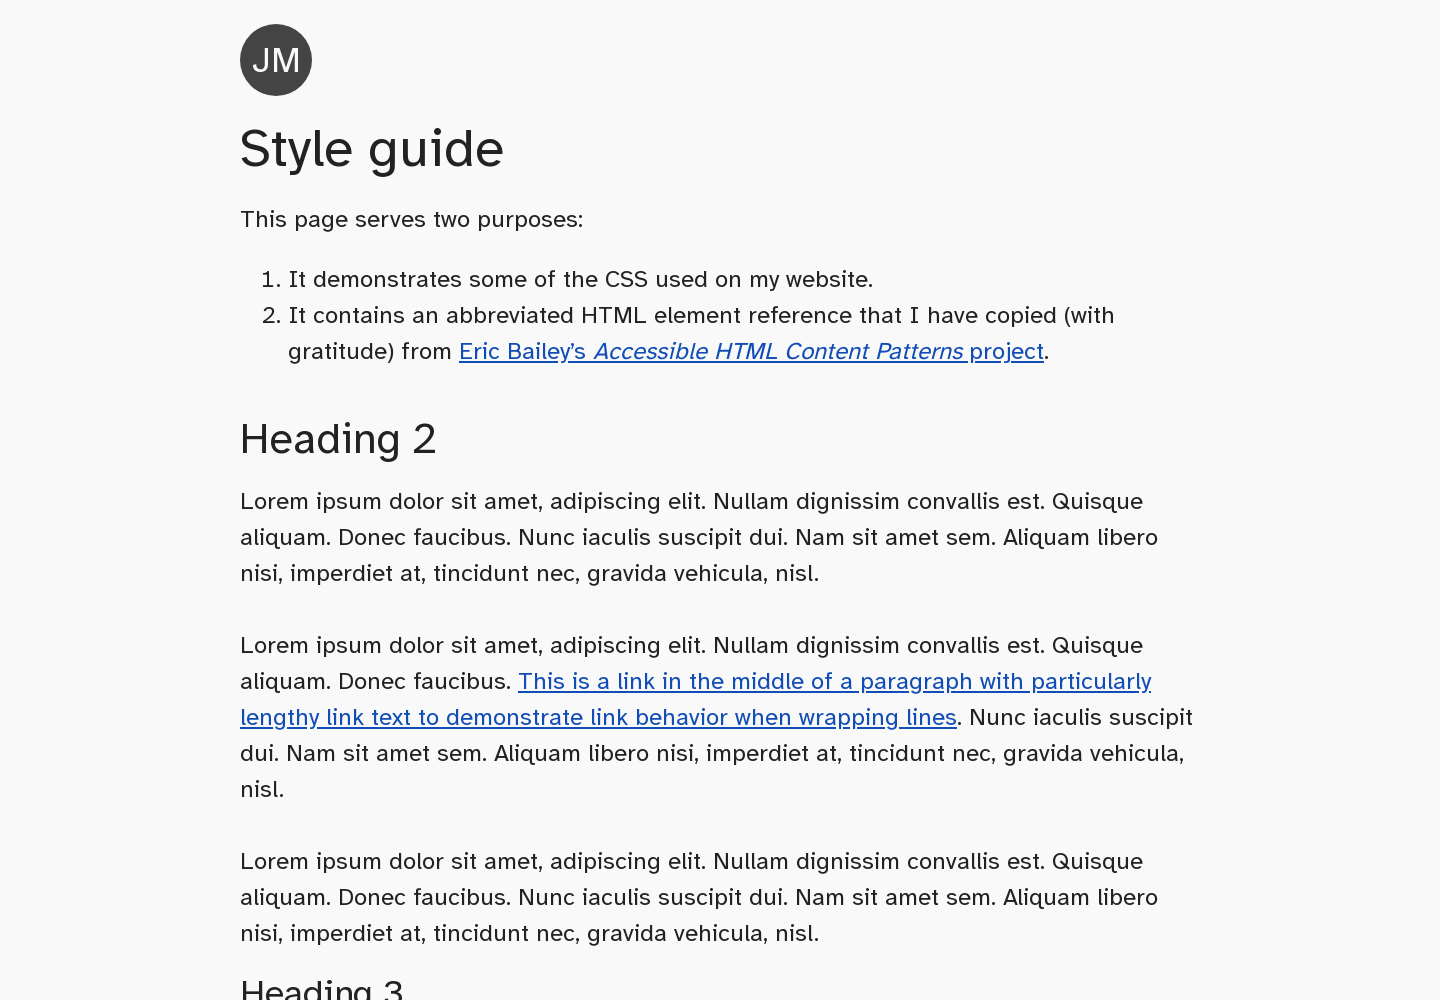 JM
Style guide
This page serves two purposes:
1. It demonstrates some of the CSS used on my website.
2. It contains an abbreviated HTML element reference that I have copied (with
gratitude) from Eric Bailey’s Accessible HTML Content Patterns project.
Heading 2
Lorem ipsum dolor sit amet, adipiscing elit. Nullam dignissim convallis est. Quisque
aliquam. Donec faucibus. Nunc iaculis suscipit dui. Nam sit amet sem. Aliquam libero
nisi, imperdiet at, tincidunt nec, gravida vehicula, nisl.
Lorem ipsum dolor sit amet, adipiscing elit. Nullam dignissim convallis est. Quisque
aliquam. Donec faucibus. This is a link in the middle of a paragraph with particularly
lengthy link text to demonstrate link behavior when wrapping lines. Nunc iaculis suscipit
dui. Nam sit amet sem. Aliquam libero nisi, imperdiet at, tincidunt nec, gravida vehicula,
nisl.
Lorem ipsum dolor sit amet, adipiscing elit. Nullam dignissim convallis est. Quisque
aliquam. Donec faucibus. Nunc iaculis suscipit dui. Nam sit amet sem. Aliquam libero
nisi, imperdiet at, tincidunt nec, gravida vehicula, nisl.
Heading 3